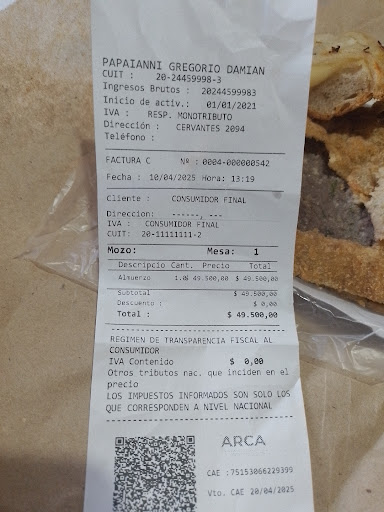 PAPAIANNI GREGORIO DAMIAN
CUIT : 20-24459998-3
Ingresos Brutos : 20244599983
Inicio de activ.: 01/01/2021
IVA : RESP. MONOTRIBUTO
Dirección : CERVANTES 2094
Teléfono :
FACTURA C Nº : 0004-000000542
Fecha : 10/04/2025 Hora: 13:19
Cliente : CONSUMIDOR FINAL
Direccion: ------, ---
IVA : CONSUMIDOR FINAL
CUIT: 20-11111111-2
Mozo: Mesa: 1
Descripcio Cant. Precio Total
Almuerzo 1.00 $ 49.500,00 $ 49.500,00
Subtotal $ 49.500,00
Descuento : $ 0,00
Total : $ 49.500,00
REGIMEN DE TRANSPARENCIA FISCAL AL
CONSUMIDOR
IVA Contenido $ 0,00
Otros tributos nac. que inciden en el
precio
LOS IMPUESTOS INFORMADOS SON SOLO LOS
QUE CORRESPONDEN A NIVEL NACIONAL
ARCA
CAE :75153066229399
Vto. CAE 20/04/2025